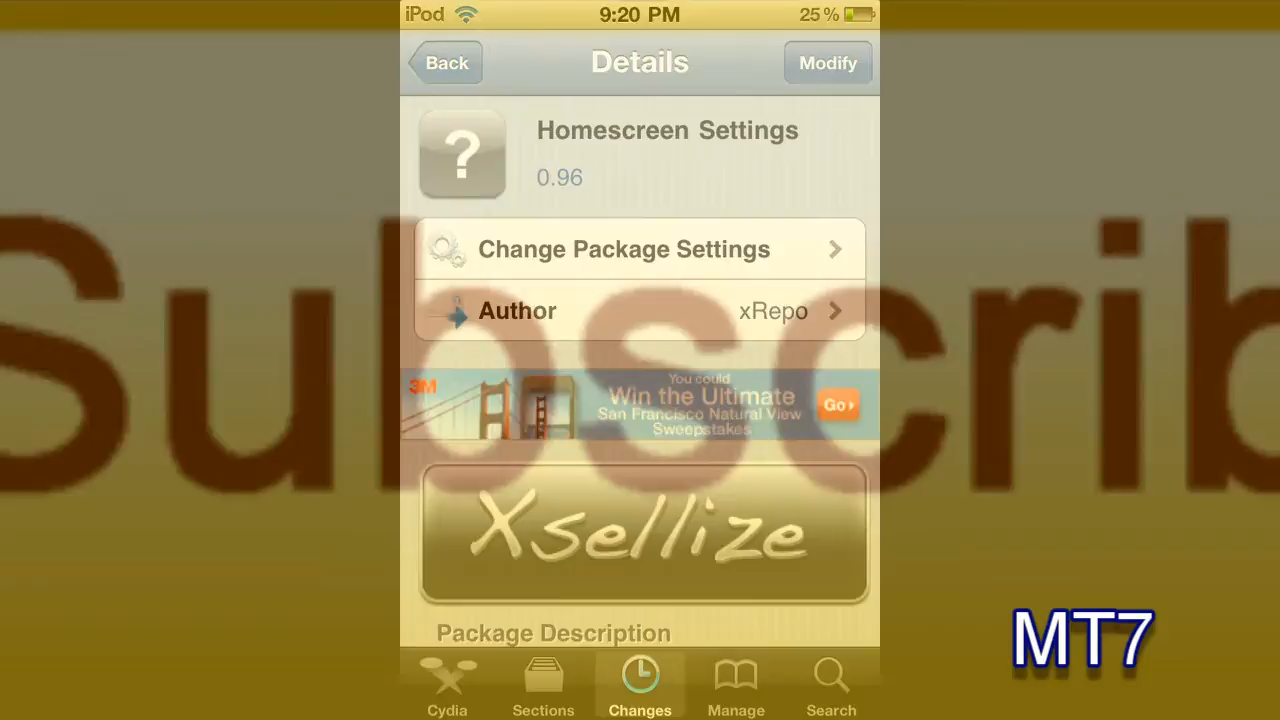 iPod 9:20 PM 25%
Back Details Modify
Homescreen Settings
0.96
Change Package Settings
Author xRepo
Subscrib
3M
You could
Win the Ultimate
San Francisco Natural View
Sweepstakes
Go
Xsellize
Package Description
MT7
Cydia Sections Changes Manage Search